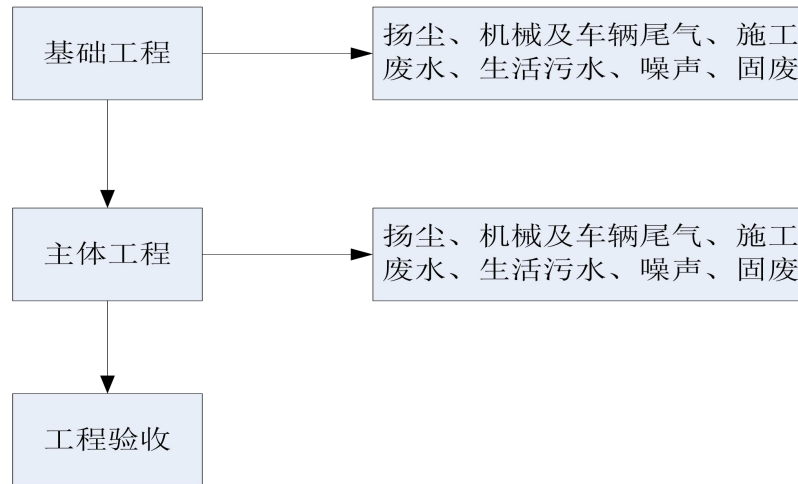 基础工程
扬尘、机械及车辆尾气、施工
废水、生活污水、噪声、固废
主体工程
扬尘、机械及车辆尾气、施工
废水、生活污水、噪声、固废
工程验收